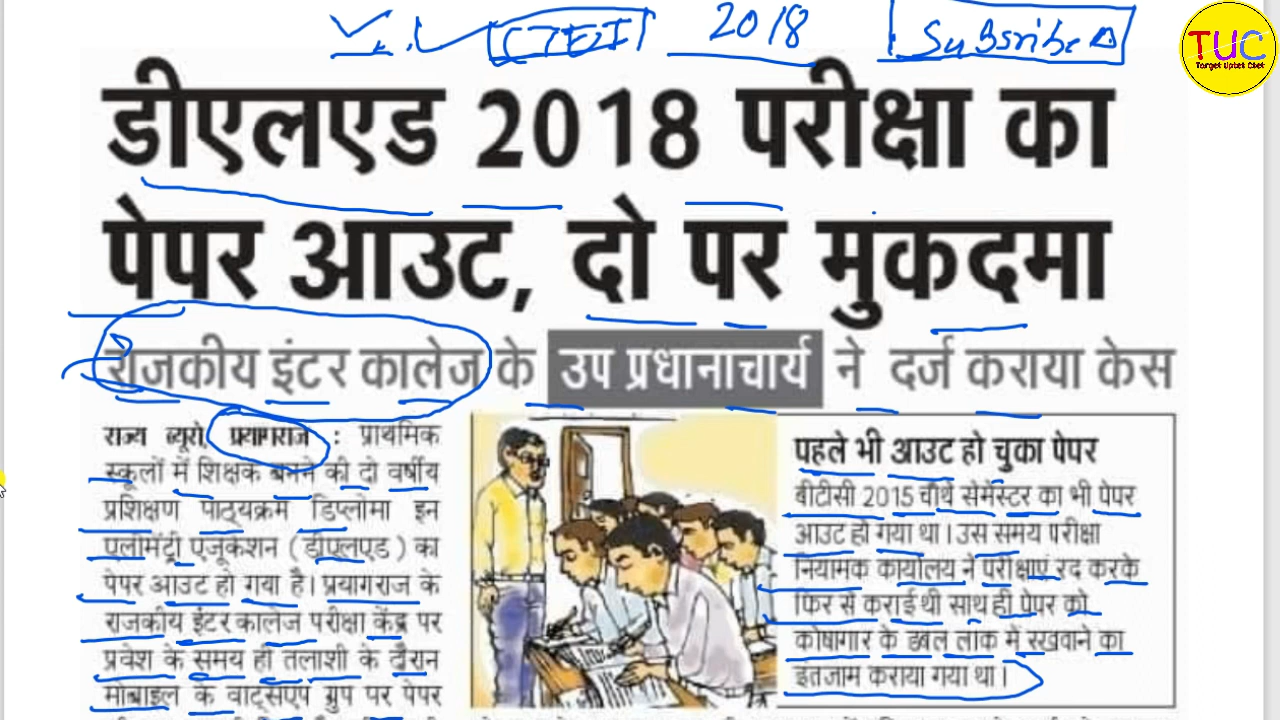 2018
Subscribe
TUC
Target Uptet Ctet
डीएलएड 2018 परीक्षा का
पेपर आउट, दो पर मुकदमा
राजकीय इंटर कालेज के उप प्रधानाचार्य ने दर्ज कराया केस
राज्य ब्यूरो, प्रयागराज : प्राथमिक
स्कूलों में शिक्षक बनने की दो वर्षीय
प्रशिक्षण पाठ्यक्रम डिप्लोमा इन
एलीमेंट्री एजूकेशन (डीएलएड) का
पेपर आउट हो गया है। प्रयागराज के
राजकीय इंटर कालेज परीक्षा केंद्र पर
प्रवेश के समय ही तलाशी के दौरान
मोबाइल के वाट्सएप ग्रुप पर पेपर
पहले भी आउट हो चुका पेपर
बीटीसी 2015 चौथे सेमेस्टर का भी पेपर
आउट हो गया था। उस समय परीक्षा
नियामक कार्यालय ने परीक्षाएं रद करके
फिर से कराई थी साथ ही पेपर को
कोषागार के डबल लॉक में रखवाने का
इंतजाम कराया गया था।